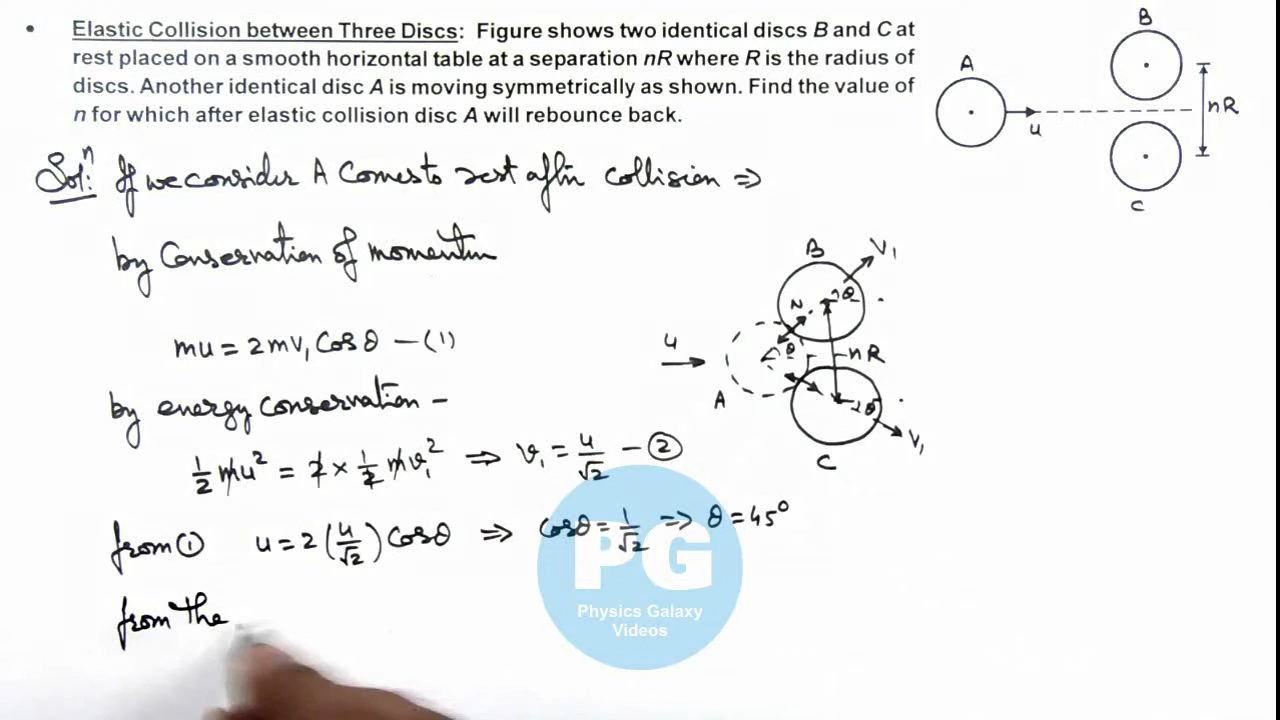 • Elastic Collision between Three Discs: Figure shows two identical discs B and C at
rest placed on a smooth horizontal table at a separation nR where R is the radius of
discs. Another identical disc A is moving symmetrically as shown. Find the value of
n for which after elastic collision disc A will rebounce back.
A
u
B
C
nR
Solⁿ: If we consider A Comes to rest after collision ⇒
by Conservation of momentum
mu = 2mv₁ Cosθ —(1)
by energy conservation –
1/2 mu² = 2 × 1/2 mv₁² ⇒ v₁ = u/√2 — ②
from ① u = 2(u/√2) Cosθ ⇒ cosθ = 1/√2 ⇒ θ = 45°
from the
B
V₁
θ
N
u
θ
nR
A
θ
V₁
C
PG
Physics Galaxy
Videos